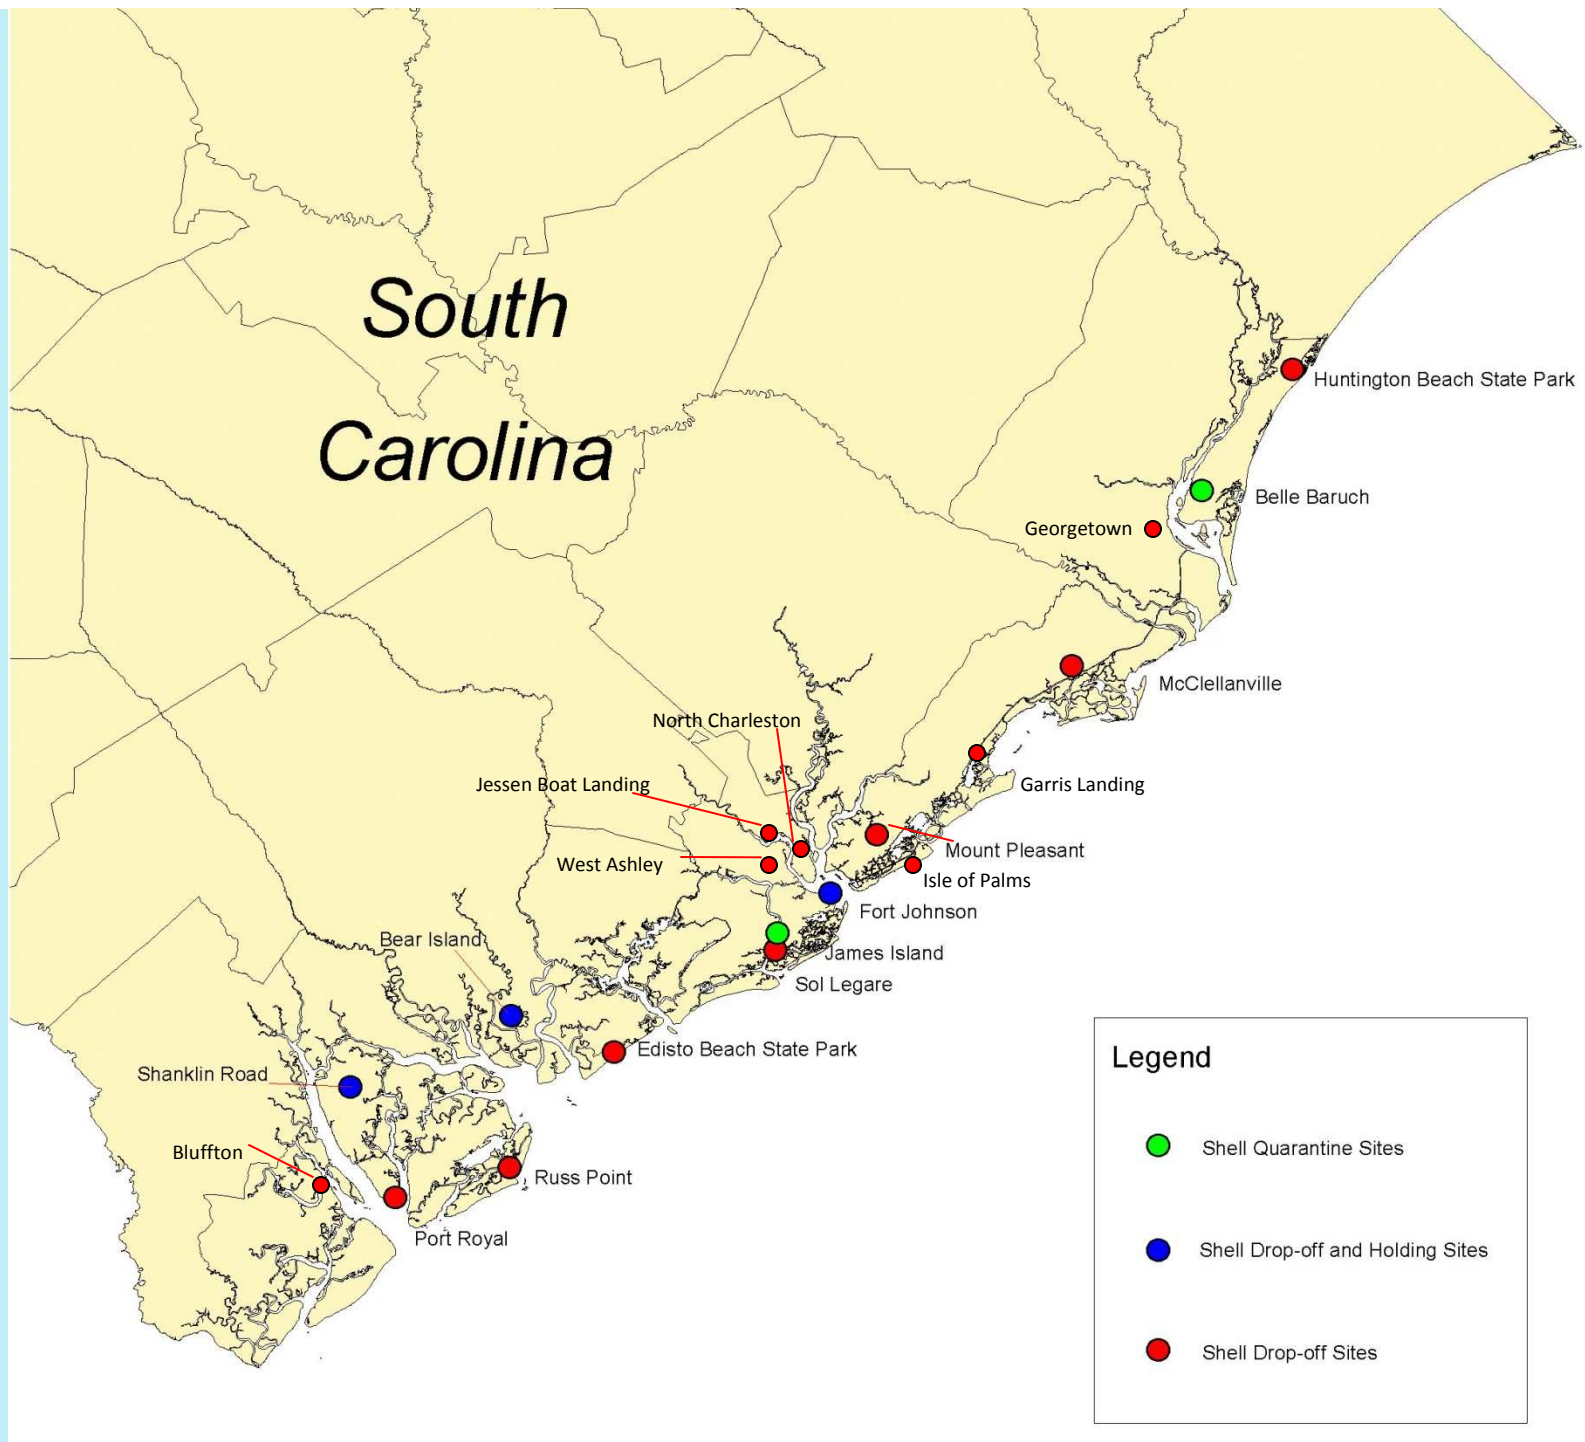 South
Carolina
Huntington Beach State Park
Belle Baruch
Georgetown
McClellanville
North Charleston
Jessen Boat Landing
Garris Landing
West Ashley
Mount Pleasant
Isle of Palms
Fort Johnson
Bear Island
James Island
Sol Legare
Edisto Beach State Park
Shanklin Road
Bluffton
Russ Point
Port Royal
Legend
Shell Quarantine Sites
Shell Drop-off and Holding Sites
Shell Drop-off Sites